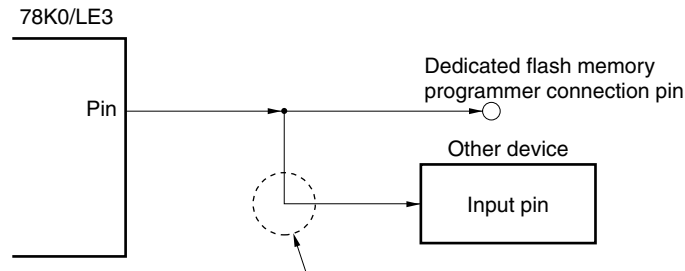 78K0/LE3
Dedicated flash memory
programmer connection pin
Pin
Other device
Input pin